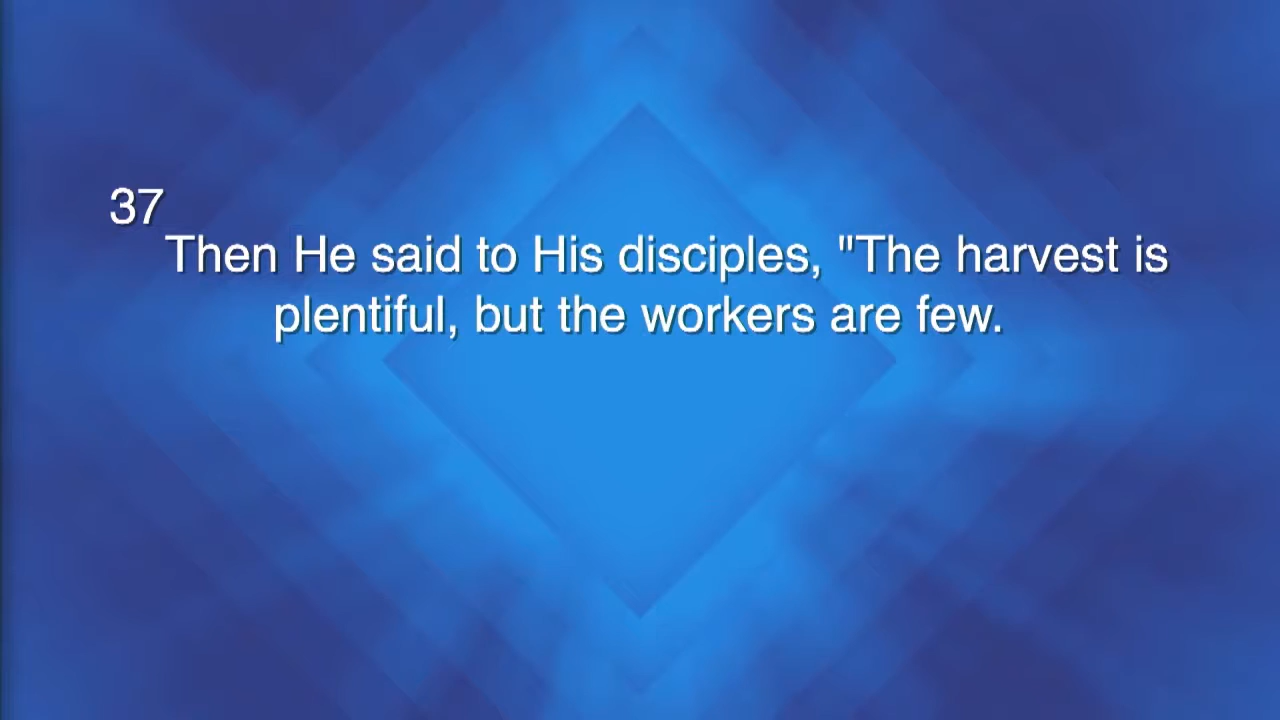 37
Then He said to His disciples, "The harvest is
plentiful, but the workers are few.